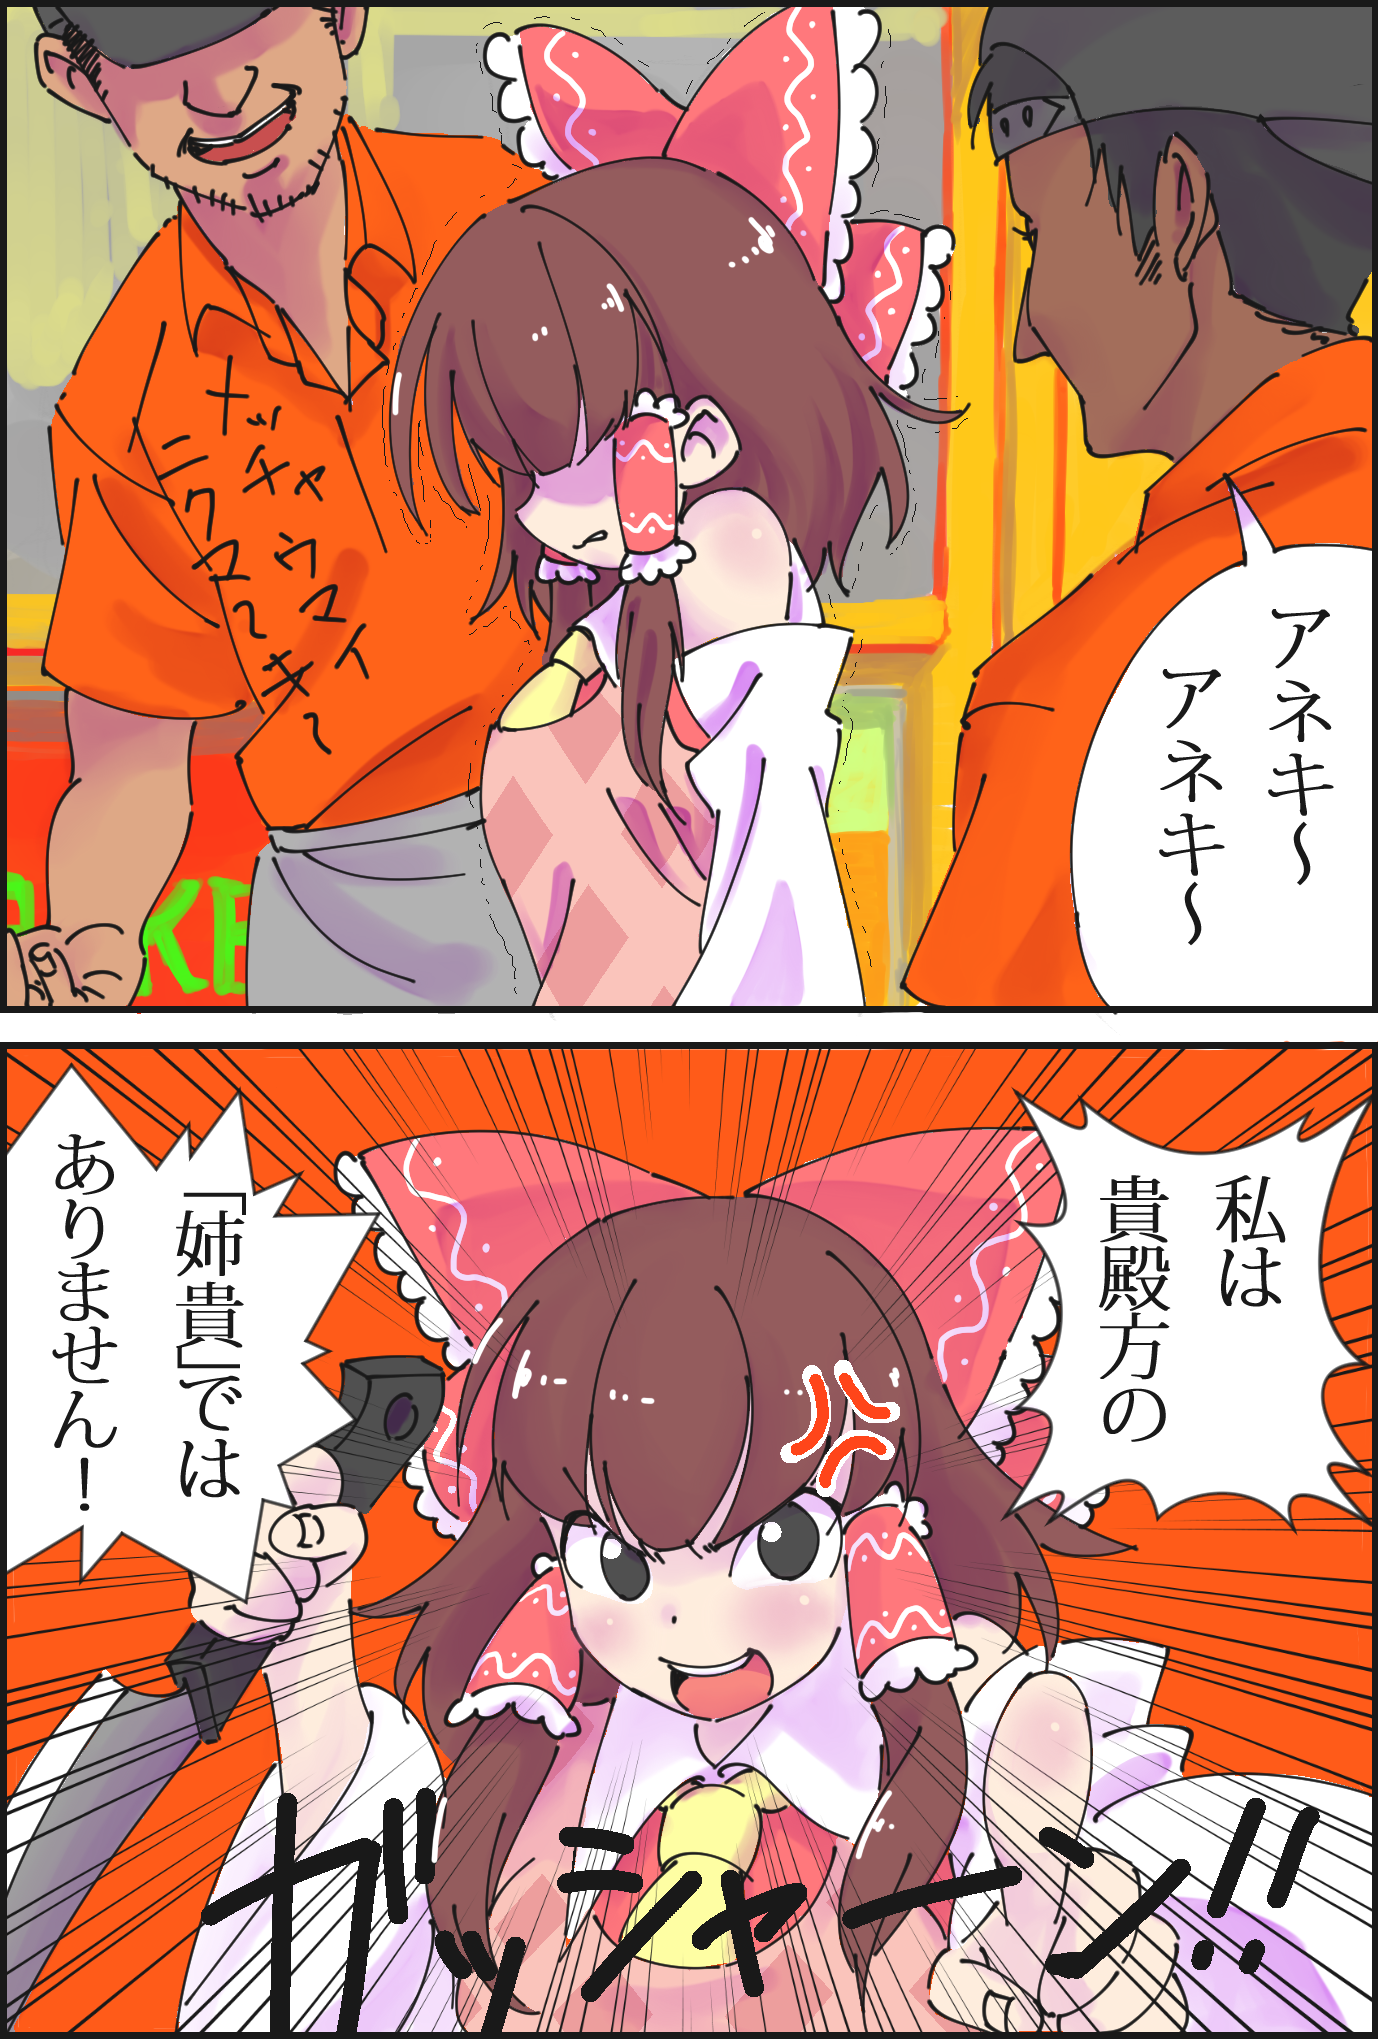 アネキ～
アネキ～
メッチャウマイ
ニクマ～キ～
私は
貴殿方の
「姉貴」では
ありません！
ガッシャーン!!